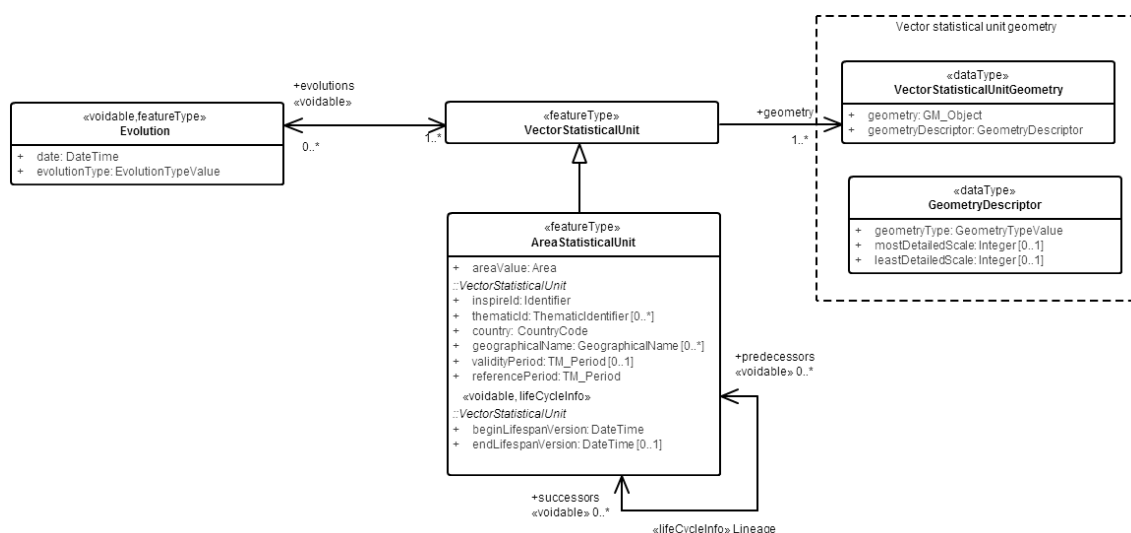 Vector statistical unit geometry
+evolutions
«voidable»
0..*
1..*
«voidable,featureType»
Evolution
+ date: DateTime
+ evolutionType: EvolutionTypeValue
«featureType»
VectorStatisticalUnit
+geometry
1..*
«dataType»
VectorStatisticalUnitGeometry
+ geometry: GM_Object
+ geometryDescriptor: GeometryDescriptor
«dataType»
GeometryDescriptor
+ geometryType: GeometryTypeValue
+ mostDetailedScale: Integer [0..1]
+ leastDetailedScale: Integer [0..1]
«featureType»
AreaStatisticalUnit
+ areaValue: Area
::VectorStatisticalUnit
+ inspireId: Identifier
+ thematicId: ThematicIdentifier [0..*]
+ country: CountryCode
+ geographicalName: GeographicalName [0..*]
+ validityPeriod: TM_Period [0..1]
+ referencePeriod: TM_Period
«voidable, lifeCycleInfo»
::VectorStatisticalUnit
+ beginLifespanVersion: DateTime
+ endLifespanVersion: DateTime [0..1]
+predecessors
«voidable» 0..*
+successors
«voidable» 0..*
«lifeCycleInfo» Lineage